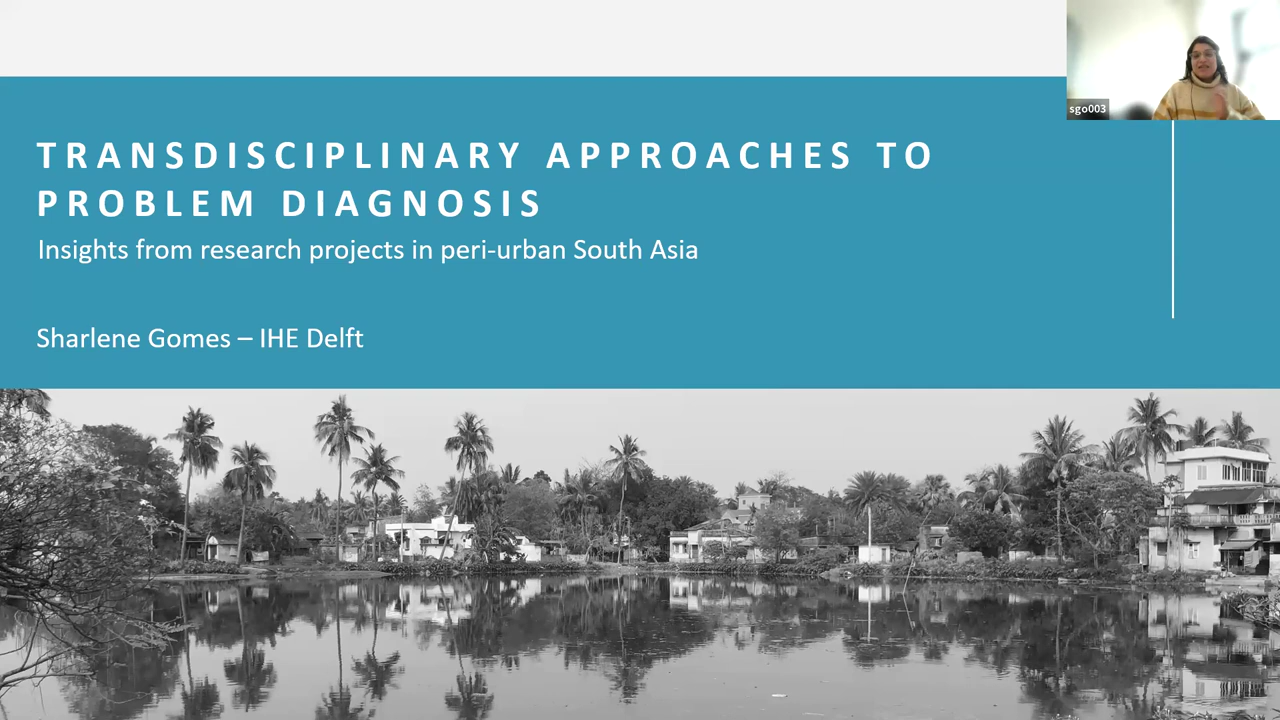 sgo003
TRANSDISCIPLINARY APPROACHES TO
PROBLEM DIAGNOSIS
Insights from research projects in peri-urban South Asia
Sharlene Gomes – IHE Delft